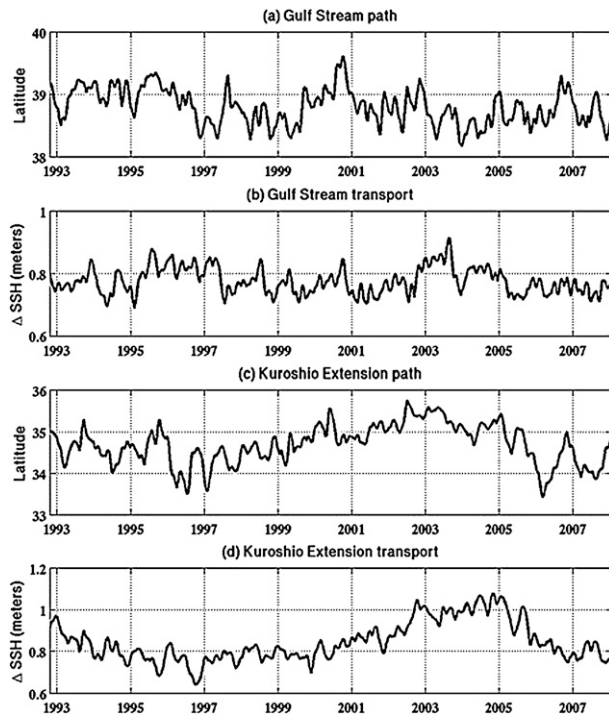 (a) Gulf Stream path
40
39
38
Latitude
1993 1995 1997 1999 2001 2003 2005 2007
(b) Gulf Stream transport
1
0.8
0.6
Δ SSH (meters)
1993 1995 1997 1999 2001 2003 2005 2007
(c) Kuroshio Extension path
36
35
34
33
Latitude
1993 1995 1997 1999 2001 2003 2005 2007
(d) Kuroshio Extension transport
1.2
1
0.8
0.6
Δ SSH (meters)
1993 1995 1997 1999 2001 2003 2005 2007